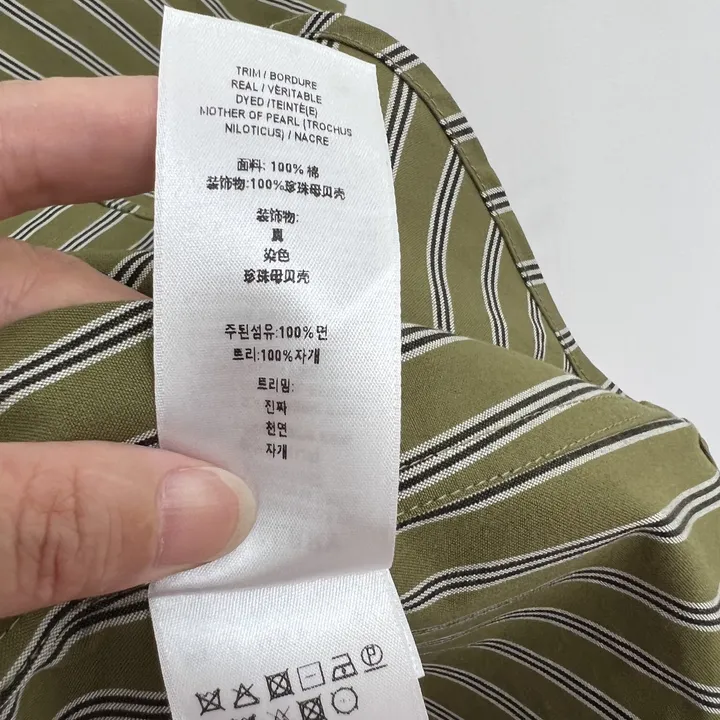 TRIM / BORDURE
REAL / VÈRITABLE
DYED /TEINTÈ(E)
MOTHER OF PEARL (TROCHUS
NILOTICUS) / NACRE
面料: 100% 棉
装饰物:100%珍珠母贝壳
装饰物:
真
染色
珍珠母贝壳
주된섬유:100% 면
트리:100%자개
트리밍:
진짜
천연
자개
P